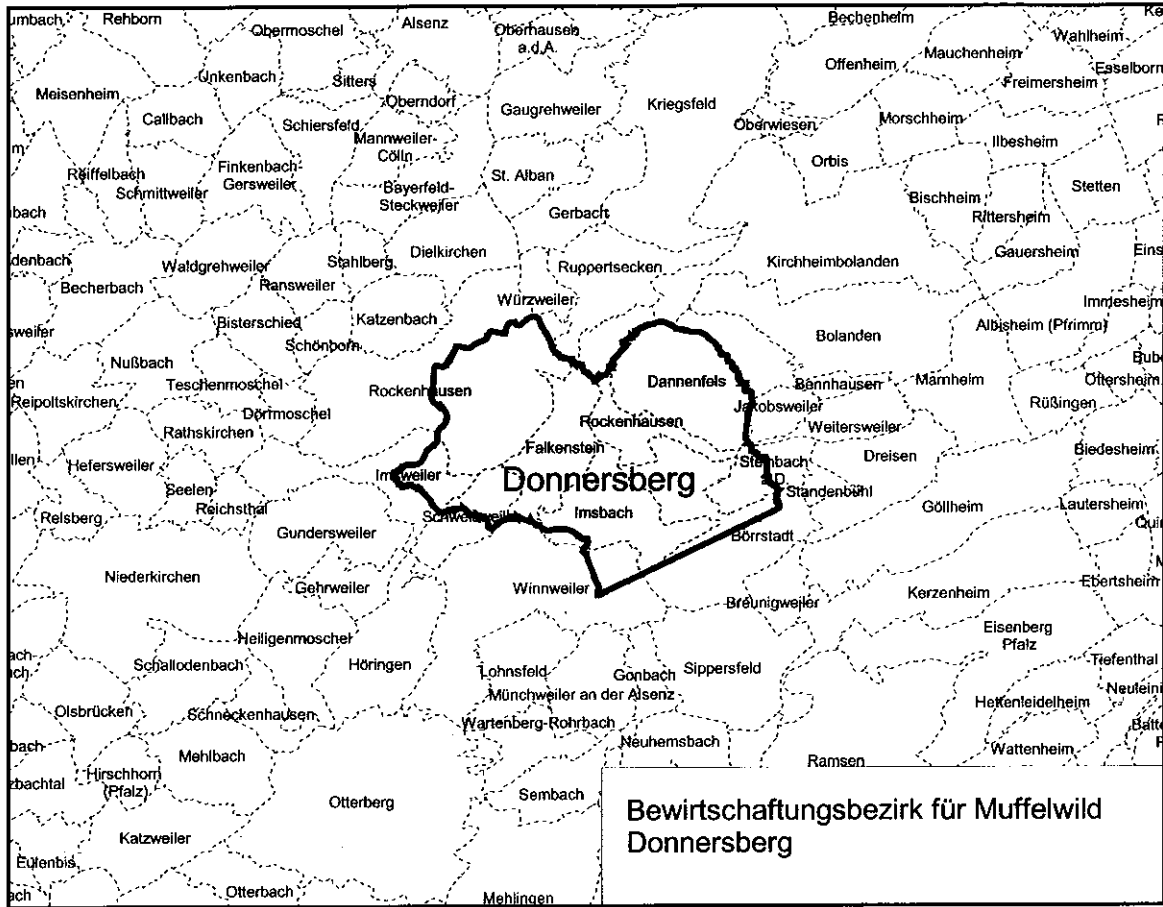 Rehborn
Alsenz
Bechenheim
Obermoschel
Oberhausen
a.d.A.
Wahlheim
Mauchenheim
Offenheim
Esselborn
Unkenbach
Sitters
Freimersheim
Meisenheim
Oberndorf
Kriegsfeld
Gaugrehweiler
Callbach
Schiersfeld
Mannweiler-
Cölln
Oberwiesen
Morschheim
Ilbesheim
Reiffelbach
Finkenbach-
Gersweiler
Orbis
Schmittweiler
Bayerfeld-
Steckweiler
St. Alban
Stetten
Bischheim
Gerbach
Rittersheim
Dielkirchen
Gauersheim
Waldgrehweiler
Stahlberg
Ruppertsecken
Kirchheimbolanden
Becherbach
Ransweiler
Würzweiler
Immesheim
Bisterschied
Katzenbach
Bolanden
Albisheim (Pfrimm)
Schönborn
Nußbach
Teschenmoschel
Rockenhausen
Dannenfels
Bennhausen
Marnheim
Ottersheim
Reipoltskirchen
Dörrmoschel
Jakobsweiler
Rüßingen
Rathskirchen
Rockenhausen
Weitersweiler
Falkenstein
Biedesheim
Hefersweiler
Imsweiler
Donnersberg
Steinbach
Dreisen
Seelen
Standenbühl
Relsberg
Reichsthal
Schweisweiler
Imsbach
Göllheim
Lautersheim
Gundersweiler
Börrstadt
Niederkirchen
Gehrweiler
Winnweiler
Breunigweiler
Kerzenheim
Ebertsheim
Heiligenmoschel
Eisenberg
Pfalz
Schallodenbach
Höringen
Lohnsfeld
Gonbach
Sippersfeld
Tiefenthal
Münchweiler an der Alsenz
Hettenleidelheim
Olsbrücken
Schneckenhausen
Wartenberg-Rohrbach
Neuhemsbach
Wattenheim
Mehlbach
Ramsen
Hirschhorn
(Pfalz)
Otterberg
Sembach
Katzweiler
Eulenbis
Otterbach
Mehlingen
Bewirtschaftungsbezirk für Muffelwild
Donnersberg